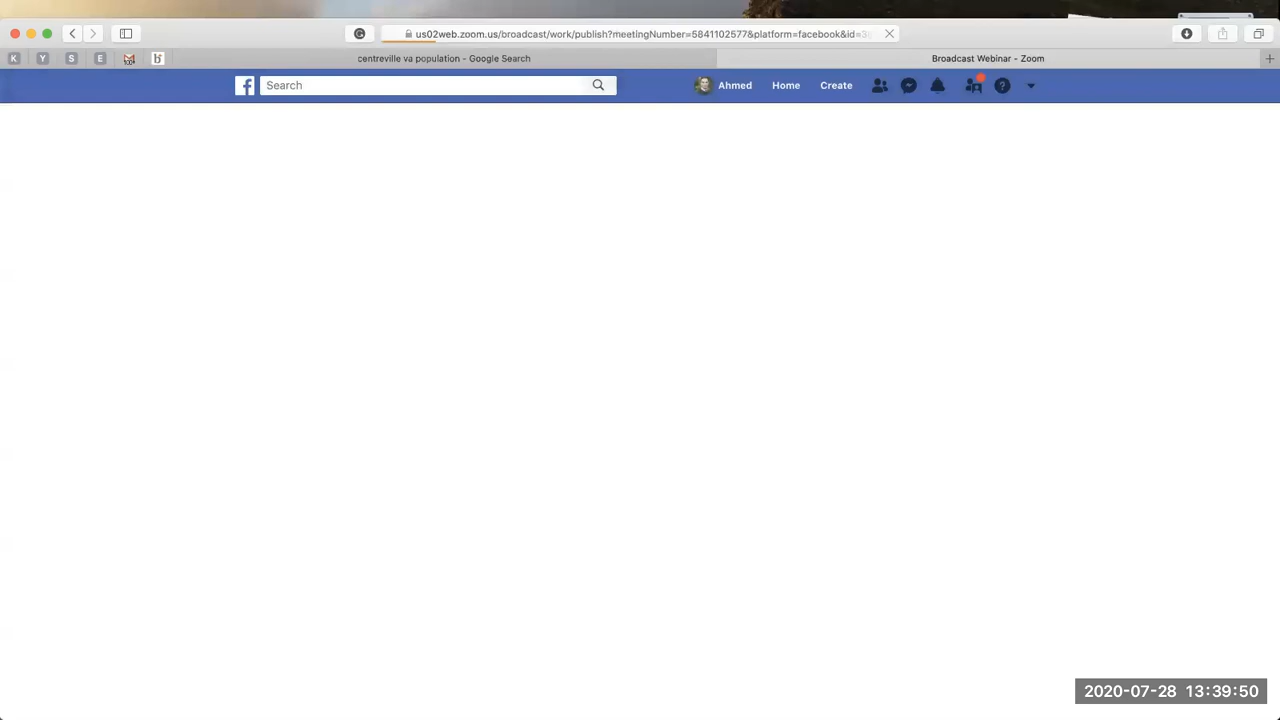 us02web.zoom.us/broadcast/work/publish?meetingNumber=5841102577&platform=facebook&id=3
K Y S E b centreville va population - Google Search Broadcast Webinar - Zoom
f Search Ahmed Home Create
2020-07-28 13:39:50